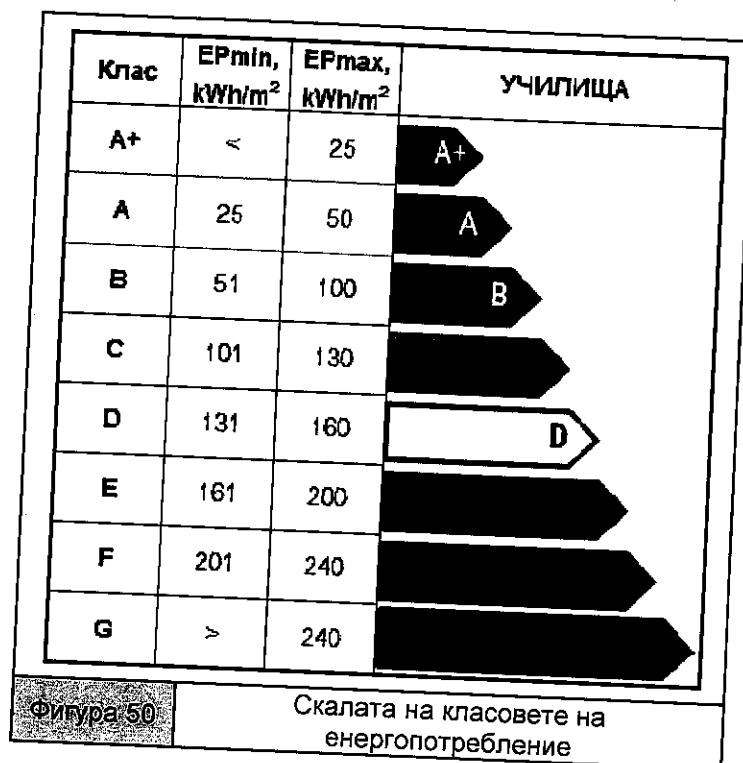 Клас EPmin, kWh/m² EPmax, kWh/m² УЧИЛИЩА
A+ < 25 A+
A 25 50 A
B 51 100 B
C 101 130
D 131 160 D
E 161 200
F 201 240
G > 240
Фигура 50 Скалата на класовете на
енергопотребление